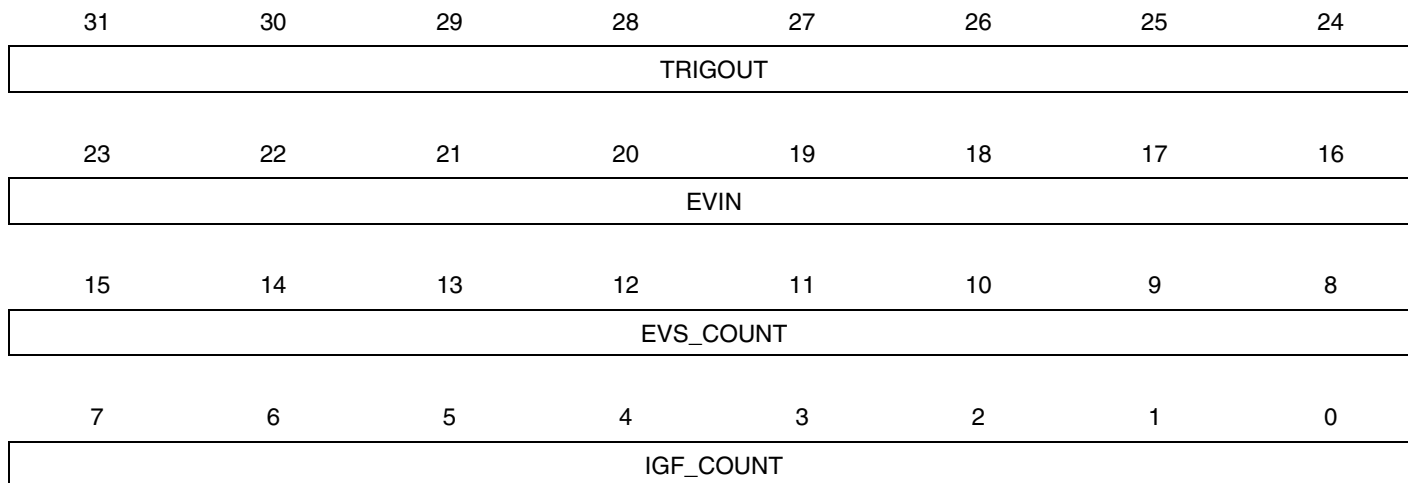 31 30 29 28 27 26 25 24
TRIGOUT
23 22 21 20 19 18 17 16
EVIN
15 14 13 12 11 10 9 8
EVS_COUNT
7 6 5 4 3 2 1 0
IGF_COUNT